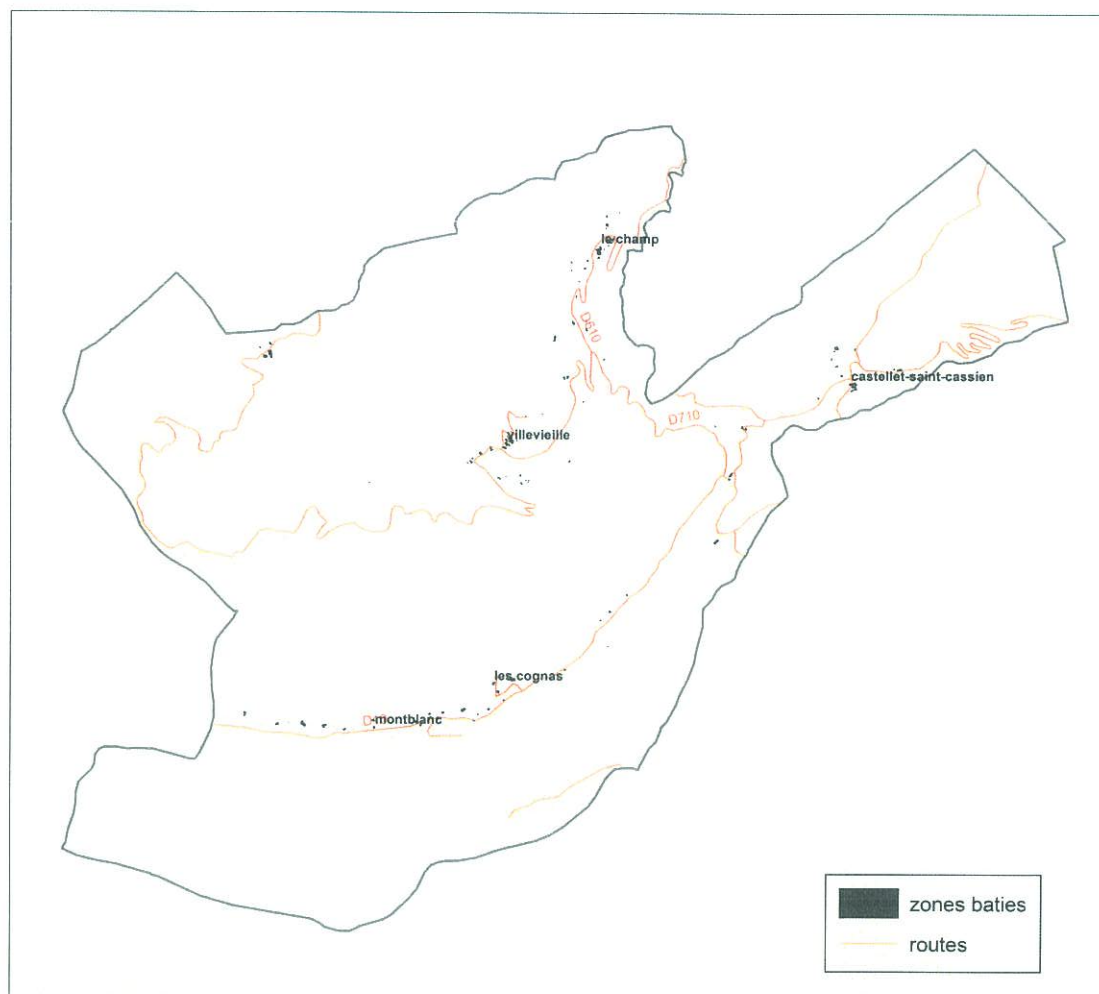 le champ
D610
castellet-saint-cassien
D710
villevieille
les cognas
montblanc
zones baties
routes